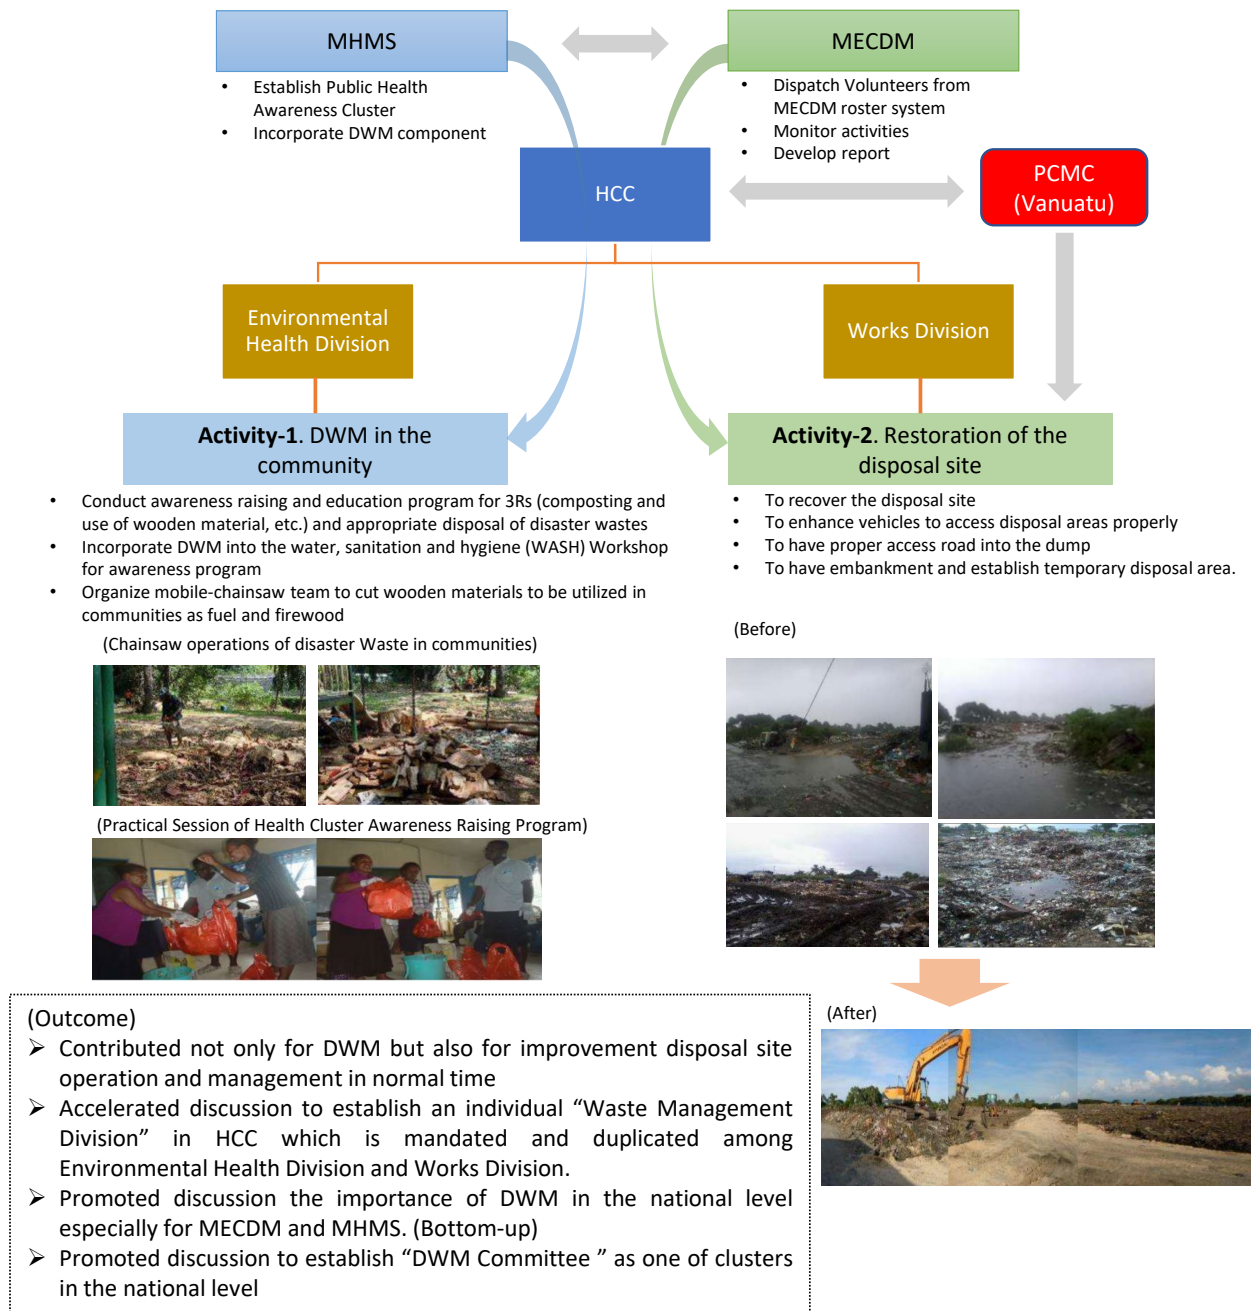 MHMS
MECDM
• Establish Public Health
Awareness Cluster
• Incorporate DWM component
• Dispatch Volunteers from
MECDM roster system
• Monitor activities
• Develop report
HCC
PCMC
(Vanuatu)
Environmental
Health Division
Works Division
Activity-1. DWM in the
community
• Conduct awareness raising and education program for 3Rs (composting and
use of wooden material, etc.) and appropriate disposal of disaster wastes
• Incorporate DWM into the water, sanitation and hygiene (WASH) Workshop
for awareness program
• Organize mobile-chainsaw team to cut wooden materials to be utilized in
communities as fuel and firewood
(Chainsaw operations of disaster Waste in communities)
(Practical Session of Health Cluster Awareness Raising Program)
Activity-2. Restoration of the
disposal site
• To recover the disposal site
• To enhance vehicles to access disposal areas properly
• To have proper access road into the dump
• To have embankment and establish temporary disposal area.
(Before)
(After)
(Outcome)
➢ Contributed not only for DWM but also for improvement disposal site
operation and management in normal time
➢ Accelerated discussion to establish an individual “Waste Management
Division” in HCC which is mandated and duplicated among
Environmental Health Division and Works Division.
➢ Promoted discussion the importance of DWM in the national level
especially for MECDM and MHMS. (Bottom-up)
➢ Promoted discussion to establish “DWM Committee ” as one of clusters
in the national level